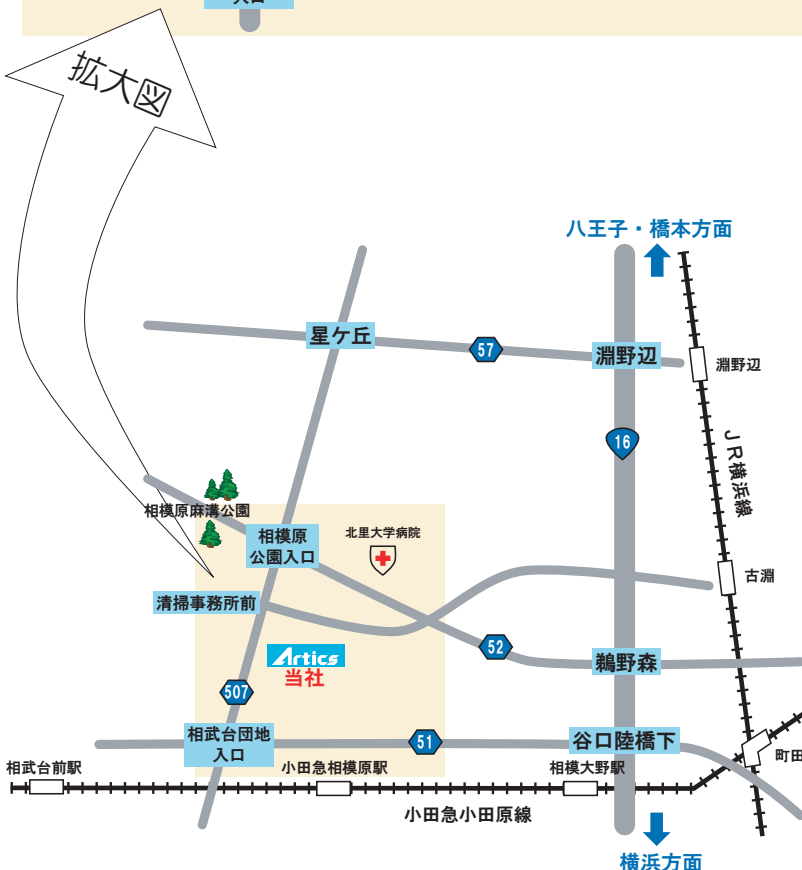 入口
拡大図
八王子・橋本方面
星ケ丘
57
淵野辺
淵野辺
16
JR横浜線
相模原麻溝公園
相模原
公園入口
北里大学病院
古淵
清掃事務所前
52
鵜野森
Artics
当社
507
相武台団地
入口
51
谷口陸橋下
町田
相武台前駅
小田急相模原駅
相模大野駅
小田急小田原線
横浜方面